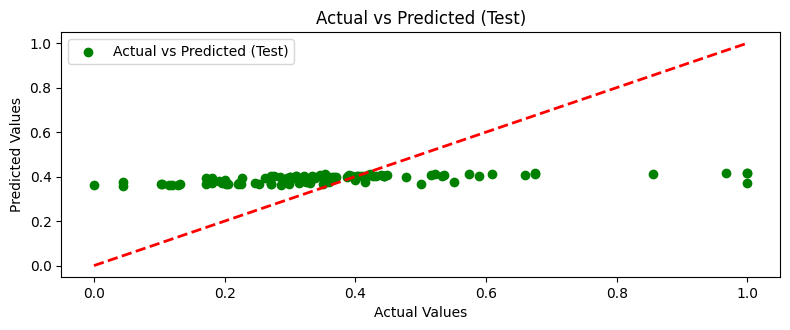 Actual vs Predicted (Test)
Actual vs Predicted (Test)
Predicted Values
1.0
0.8
0.6
0.4
0.2
0.0
0.0 0.2 0.4 0.6 0.8 1.0
Actual Values